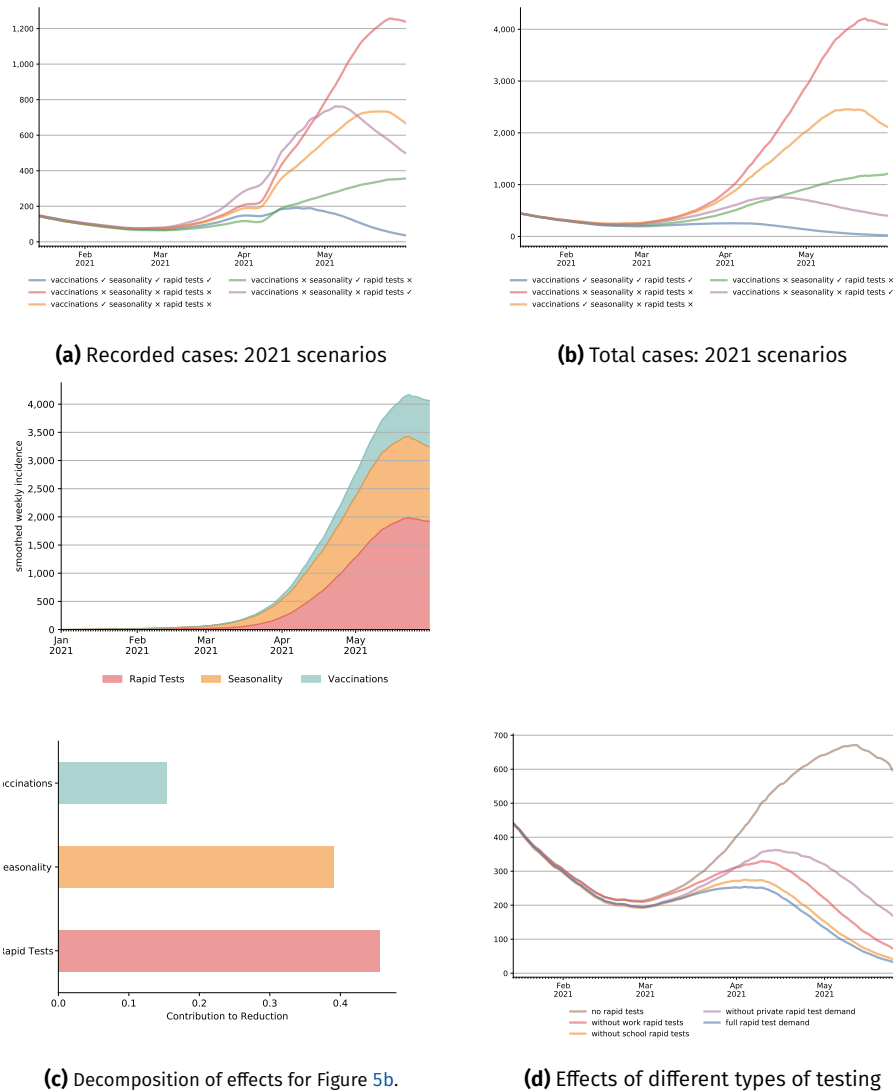 1,200
1,000
800
600
400
200
0
Feb
2021
Mar
2021
Apr
2021
May
2021
vaccinations ✓ seasonality ✓ rapid tests ✓
vaccinations × seasonality × rapid tests ×
vaccinations ✓ seasonality × rapid tests ×
vaccinations × seasonality ✓ rapid tests ×
vaccinations × seasonality × rapid tests ✓
(a) Recorded cases: 2021 scenarios
4,000
3,000
2,000
1,000
0
Feb
2021
Mar
2021
Apr
2021
May
2021
vaccinations ✓ seasonality ✓ rapid tests ✓
vaccinations × seasonality × rapid tests ×
vaccinations ✓ seasonality × rapid tests ×
vaccinations × seasonality ✓ rapid tests ×
vaccinations × seasonality × rapid tests ✓
(b) Total cases: 2021 scenarios
smoothed weekly incidence
4,000
3,500
3,000
2,500
2,000
1,500
1,000
500
0
Jan
2021
Feb
2021
Mar
2021
Apr
2021
May
2021
Rapid Tests Seasonality Vaccinations
accinations
easonality
Rapid Tests
0.0 0.1 0.2 0.3 0.4
Contribution to Reduction
(c) Decomposition of effects for Figure 5b.
700
600
500
400
300
200
100
0
Feb
2021
Mar
2021
Apr
2021
May
2021
no rapid tests
without work rapid tests
without school rapid tests
without private rapid test demand
full rapid test demand
(d) Effects of different types of testing